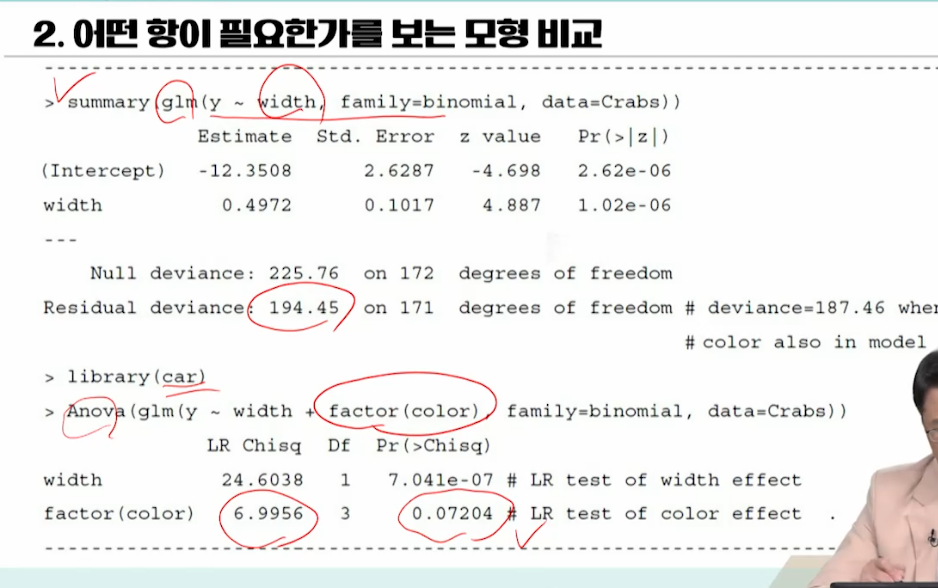 2. 어떤 항이 필요한가를 보는 모형 비교
> summary(glm(y ~ width, family=binomial, data=Crabs))
Estimate Std. Error z value Pr(>|z|)
(Intercept) -12.3508 2.6287 -4.698 2.62e-06
width 0.4972 0.1017 4.887 1.02e-06
---
Null deviance: 225.76 on 172 degrees of freedom
Residual deviance: 194.45 on 171 degrees of freedom # deviance=187.46
# color also in model
> library(car)
> Anova(glm(y ~ width + factor(color), family=binomial, data=Crabs))
LR Chisq Df Pr(>Chisq)
width 24.6038 1 7.041e-07 # LR test of width effect
factor(color) 6.9956 3 0.07204 # LR test of color effect .